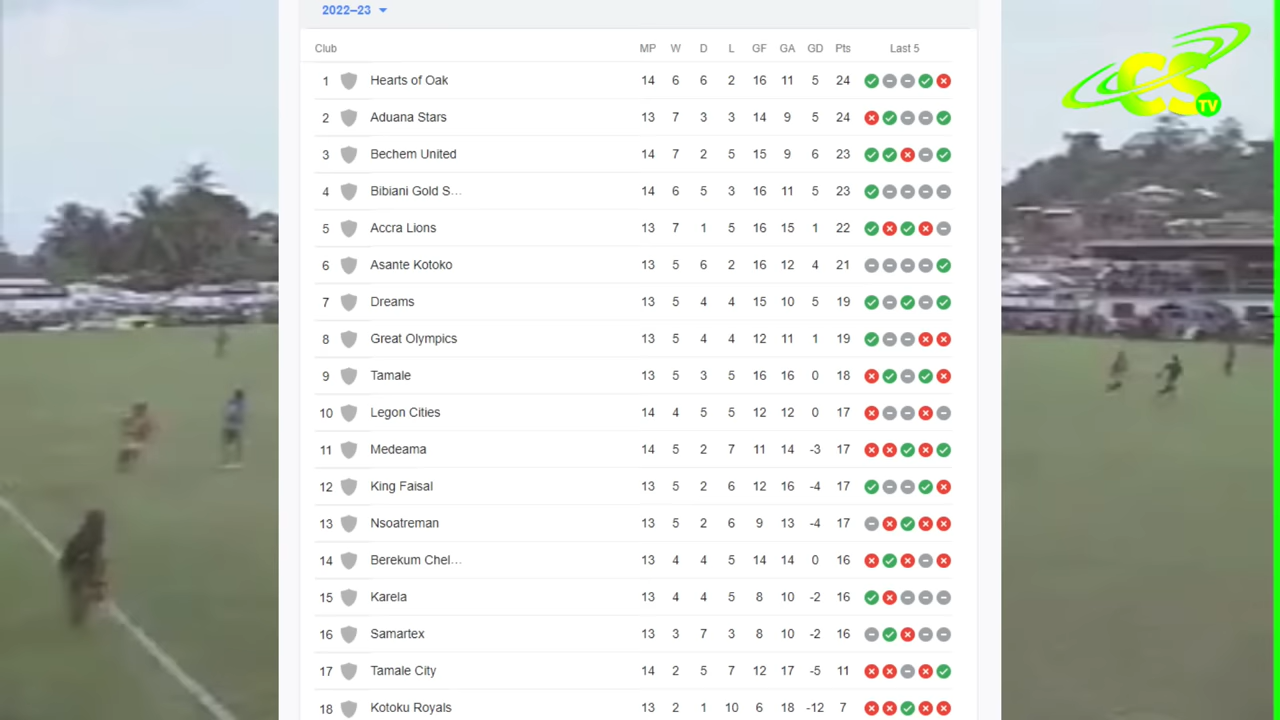 2022–23
Club MP W D L GF GA GD Pts Last 5
1 Hearts of Oak 14 6 6 2 16 11 5 24
2 Aduana Stars 13 7 3 3 14 9 5 24
3 Bechem United 14 7 2 5 15 9 6 23
4 Bibiani Gold S... 14 6 5 3 16 11 5 23
5 Accra Lions 13 7 1 5 16 15 1 22
6 Asante Kotoko 13 5 6 2 16 12 4 21
7 Dreams 13 5 4 4 15 10 5 19
8 Great Olympics 13 5 4 4 12 11 1 19
9 Tamale 13 5 3 5 16 16 0 18
10 Legon Cities 14 4 5 5 12 12 0 17
11 Medeama 14 5 2 7 11 14 -3 17
12 King Faisal 13 5 2 6 12 16 -4 17
13 Nsoatreman 13 5 2 6 9 13 -4 17
14 Berekum Chel... 13 4 4 5 14 14 0 16
15 Karela 13 4 4 5 8 10 -2 16
16 Samartex 13 3 7 3 8 10 -2 16
17 Tamale City 14 2 5 7 12 17 -5 11
18 Kotoku Royals 13 2 1 10 6 18 -12 7
CS TV